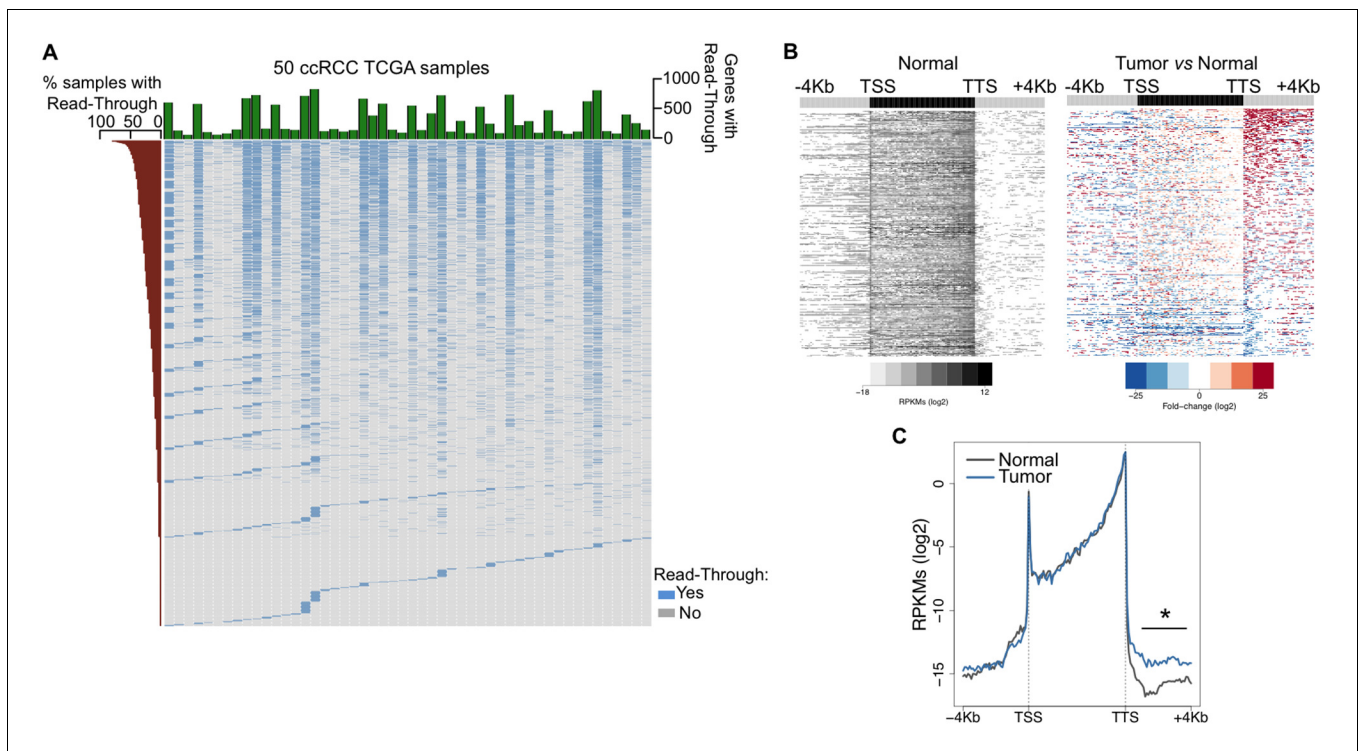 A
50 ccRCC TCGA samples
% samples with
Read-Through
100 50 0
1000
500
0
Genes with
Read-Through
Read-Through:
Yes
No
B
Normal
-4Kb TSS TTS +4Kb
−18 12
RPKMs (log2)
Tumor vs Normal
-4Kb TSS TTS +4Kb
−25 0 25
Fold−change (log2)
C
Normal
Tumor
*
RPKMs (log2)
0
−5
−10
−15
−4Kb TSS TTS +4Kb